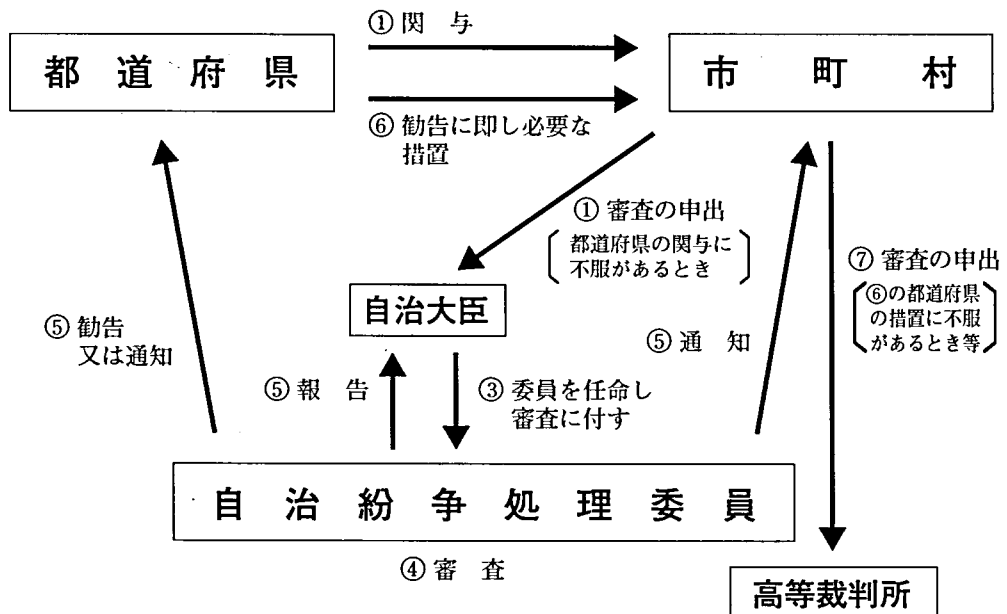 ① 関 与
都 道 府 県
市 町 村
⑥ 勧告に即し必要な
措置
① 審査の申出
都道府県の関与に
不服があるとき
⑦ 審査の申出
⑥の都道府県
の措置に不服
があるとき等
自治大臣
⑤ 勧告
又は通知
⑤ 通 知
⑤ 報 告
③ 委員を任命し
審査に付す
自 治 紛 争 処 理 委 員
④ 審 査
高等裁判所